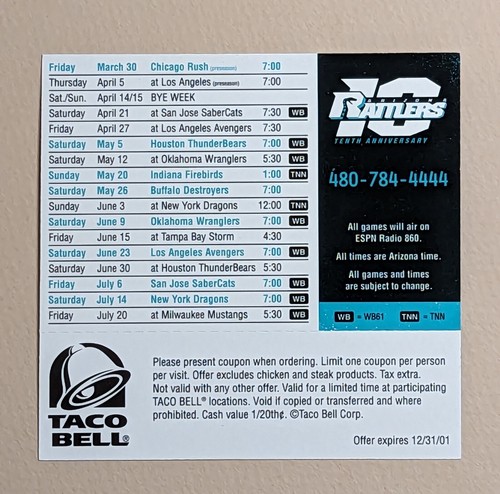 Friday March 30 Chicago Rush (preseason) 7:00
Thursday April 5 at Los Angeles (preseason) 7:00
Sat./Sun. April 14/15 BYE WEEK
Saturday April 21 at San Jose SaberCats 7:30 WB
Friday April 27 at Los Angeles Avengers 7:30
Saturday May 5 Houston ThunderBears 7:00 WB
Saturday May 12 at Oklahoma Wranglers 5:30 WB
Sunday May 20 Indiana Firebirds 1:00 TNN
Saturday May 26 Buffalo Destroyers 7:00
Sunday June 3 at New York Dragons 12:00 TNN
Saturday June 9 Oklahoma Wranglers 7:00 WB
Friday June 15 at Tampa Bay Storm 4:30
Saturday June 23 Los Angeles Avengers 7:00 WB
Saturday June 30 at Houston ThunderBears 5:30
Friday July 6 San Jose SaberCats 7:00 WB
Saturday July 14 New York Dragons 7:00 WB
Friday July 20 at Milwaukee Mustangs 5:30 WB
10
ARIZONA
RATTLERS
TENTH ANNIVERSARY
480-784-4444
All games will air on
ESPN Radio 860.
All times are Arizona time.
All games and times
are subject to change.
WB = WB61 TNN = TNN
TACO
BELL®
Please present coupon when ordering. Limit one coupon per person
per visit. Offer excludes chicken and steak products. Tax extra.
Not valid with any other offer. Valid for a limited time at participating
TACO BELL® locations. Void if copied or transferred and where
prohibited. Cash value 1/20th¢. ©Taco Bell Corp.
Offer expires 12/31/01